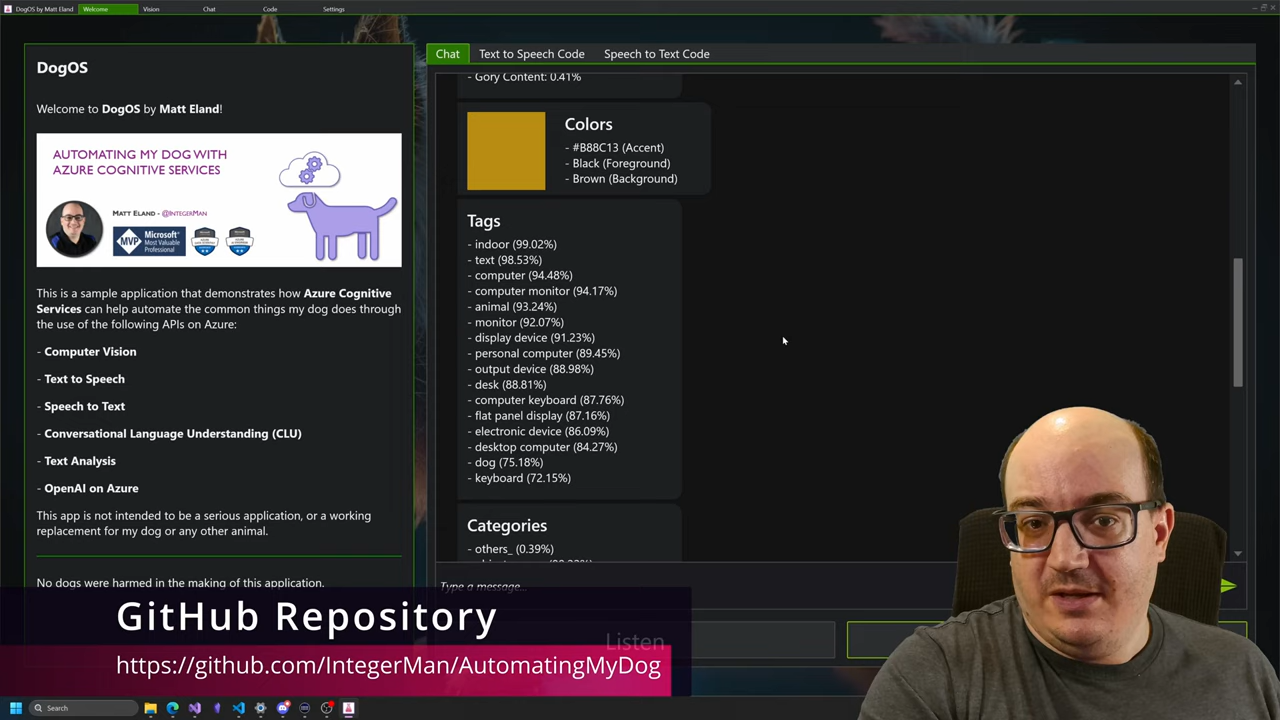 DogOS by Matt Eland
Welcome
Vision
Chat
Code
Settings
DogOS
Welcome to DogOS by Matt Eland!
AUTOMATING MY DOG WITH
AZURE COGNITIVE SERVICES
MATT ELAND - @INTEGERMAN
MVP
Microsoft
Most Valuable
Professional
This is a sample application that demonstrates how Azure Cognitive
Services can help automate the common things my dog does through
the use of the following APIs on Azure:
- Computer Vision
- Text to Speech
- Speech to Text
- Conversational Language Understanding (CLU)
- Text Analysis
- OpenAI on Azure
This app is not intended to be a serious application, or a working
replacement for my dog or any other animal.
No dogs were harmed in the making of this application.
Chat
Text to Speech Code
Speech to Text Code
- Gory Content: 0.41%
Colors
- #B88C13 (Accent)
- Black (Foreground)
- Brown (Background)
Tags
- indoor (99.02%)
- text (98.53%)
- computer (94.48%)
- computer monitor (94.17%)
- animal (93.24%)
- monitor (92.07%)
- display device (91.23%)
- personal computer (89.45%)
- output device (88.98%)
- desk (88.81%)
- computer keyboard (87.76%)
- flat panel display (87.16%)
- electronic device (86.09%)
- desktop computer (84.27%)
- dog (75.18%)
- keyboard (72.15%)
Categories
- others_ (0.39%)
Type a message...
Listen
GitHub Repository
https://github.com/IntegerMan/AutomatingMyDog
Search